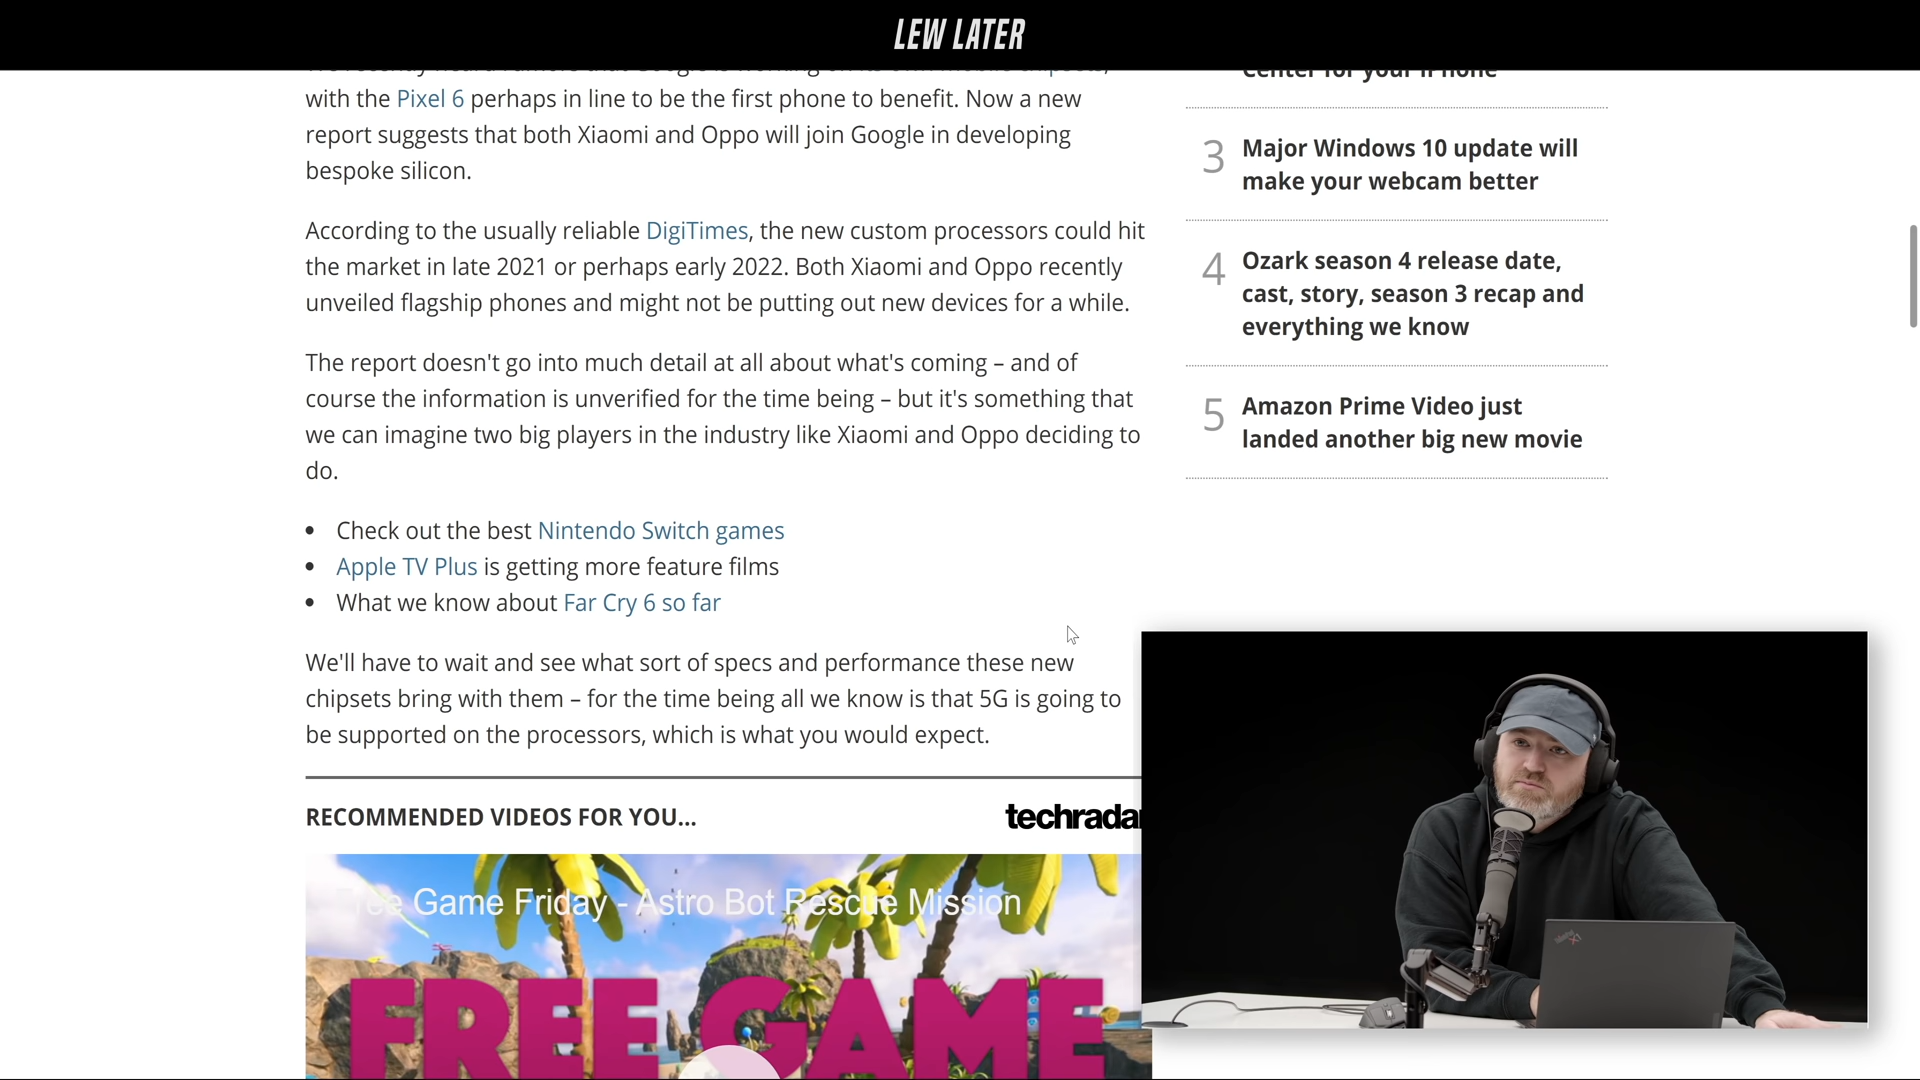 LEW LATER
with the Pixel 6 perhaps in line to be the first phone to benefit. Now a new
report suggests that both Xiaomi and Oppo will join Google in developing
bespoke silicon.
According to the usually reliable DigiTimes, the new custom processors could hit
the market in late 2021 or perhaps early 2022. Both Xiaomi and Oppo recently
unveiled flagship phones and might not be putting out new devices for a while.
The report doesn't go into much detail at all about what's coming – and of
course the information is unverified for the time being – but it's something that
we can imagine two big players in the industry like Xiaomi and Oppo deciding to
do.
• Check out the best Nintendo Switch games
• Apple TV Plus is getting more feature films
• What we know about Far Cry 6 so far
We'll have to wait and see what sort of specs and performance these new
chipsets bring with them – for the time being all we know is that 5G is going to
be supported on the processors, which is what you would expect.
RECOMMENDED VIDEOS FOR YOU...
techradar
Free Game Friday - Astro Bot Rescue Mission
FREE GAME
Center for your iPhone
3 Major Windows 10 update will
make your webcam better
4 Ozark season 4 release date,
cast, story, season 3 recap and
everything we know
5 Amazon Prime Video just
landed another big new movie